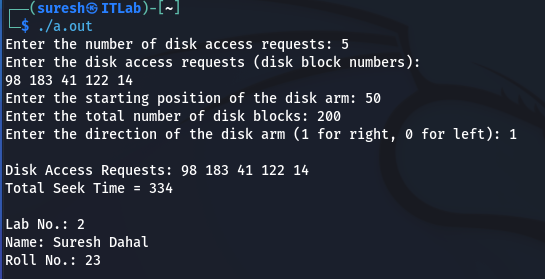 ┌──(suresh㉿ITLab)-[~]
└─$ ./a.out
Enter the number of disk access requests: 5
Enter the disk access requests (disk block numbers):
98 183 41 122 14
Enter the starting position of the disk arm: 50
Enter the total number of disk blocks: 200
Enter the direction of the disk arm (1 for right, 0 for left): 1

Disk Access Requests: 98 183 41 122 14
Total Seek Time = 334

Lab No.: 2
Name: Suresh Dahal
Roll No.: 23